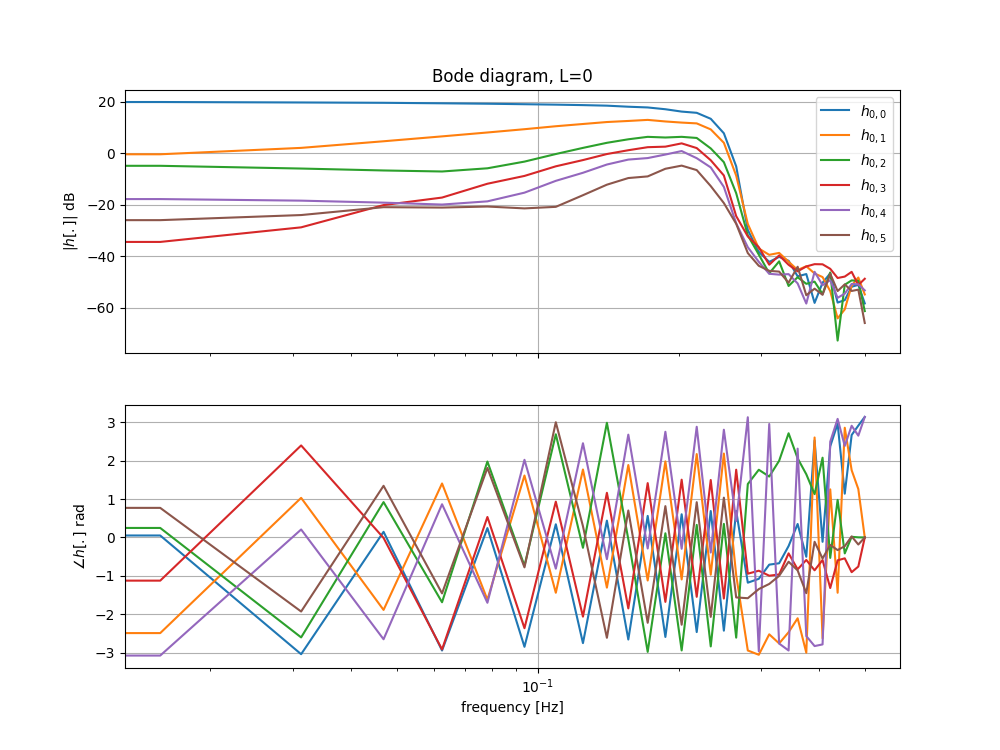 Bode diagram, L=0
|h[.]| dB
20
0
−20
−40
−60
h0,0
h0,1
h0,2
h0,3
h0,4
h0,5
∠h[.] rad
3
2
1
0
−1
−2
−3
10−1
frequency [Hz]